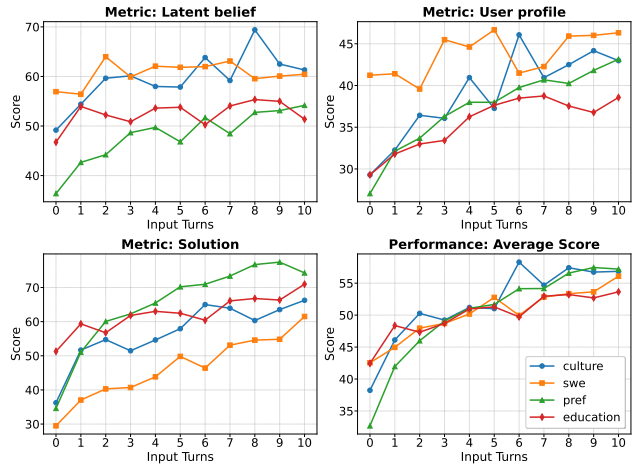 Metric: Latent belief
Score
70
60
50
40
0 1 2 3 4 5 6 7 8 9 10
Input Turns
Metric: User profile
Score
45
40
35
30
0 1 2 3 4 5 6 7 8 9 10
Input Turns
Metric: Solution
Score
70
60
50
40
30
0 1 2 3 4 5 6 7 8 9 10
Input Turns
Performance: Average Score
Score
55
50
45
40
35
0 1 2 3 4 5 6 7 8 9 10
Input Turns
culture
swe
pref
education